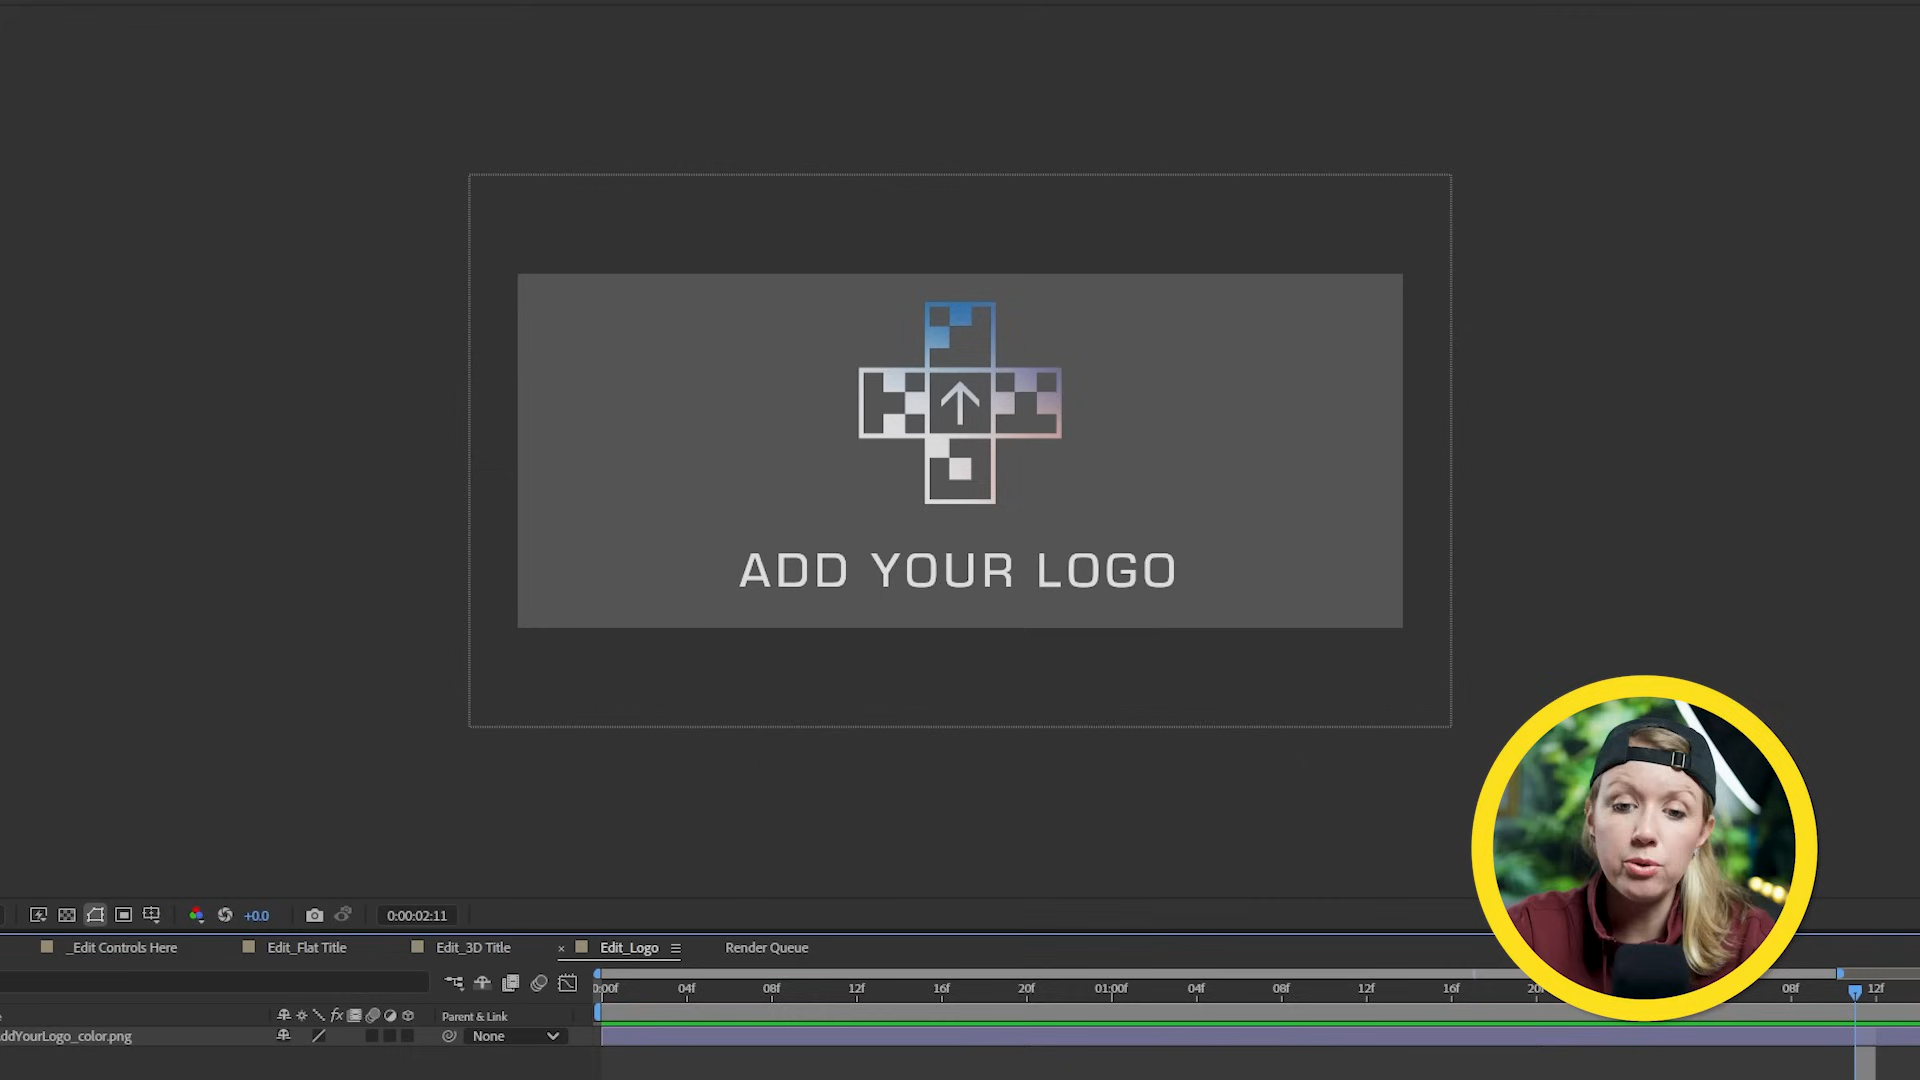 ADD YOUR LOGO
+0.0
0:00:02:11
_Edit Controls Here
Edit_Flat Title
Edit_3D Title
× Edit_Logo
Render Queue
0:00f 04f 08f 12f 16f 20f 01:00f 04f 08f 12f 16f 20f 08f 12f
fx
Parent & Link
ddYourLogo_color.png
None